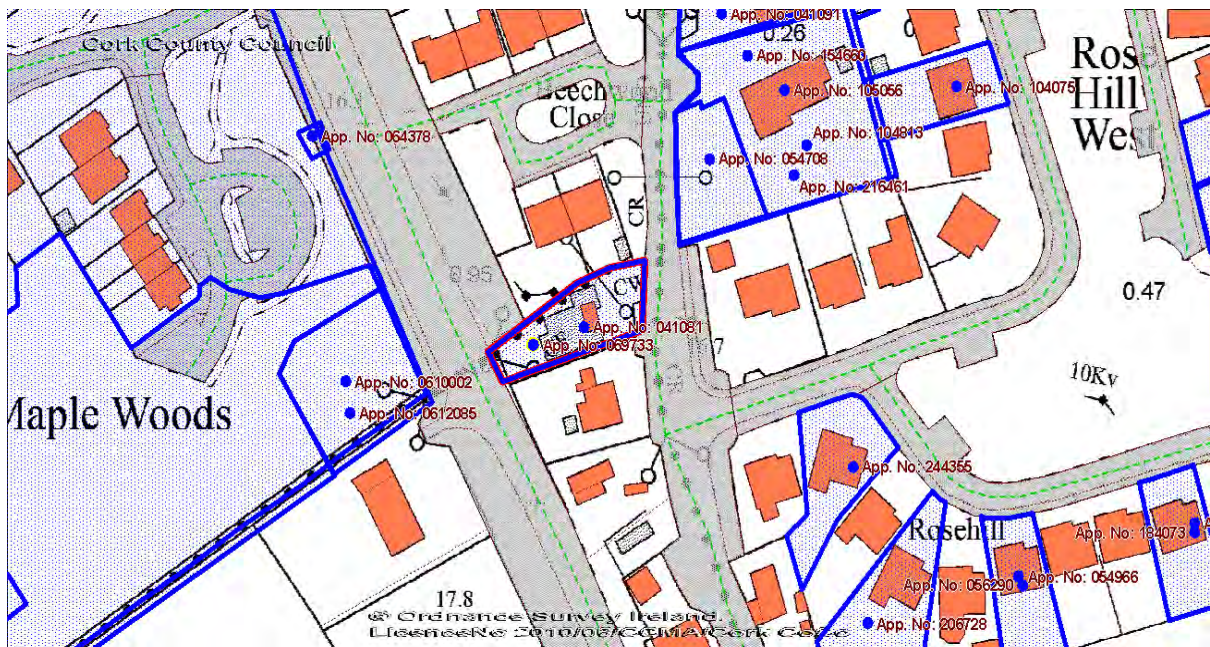 App. No: 041091
Cork County Council
0.26
App. No: 154660
Rose
App. No: 105056
App. No: 104075
Beechwood
Hill
Close
App. No: 064378
West
App. No: 104813
App. No: 054708
App. No: 216461
CR
CW
0.47
App. No: 041081
App. No: 069733
7
10Kv
App. No: 0610002
Maple Woods
App. No: 0612085
App. No: 244355
Rosehill
App. No: 184073
App. No: 054966
App. No: 056290
17.8
© Ordnance Survey Ireland.
App. No: 206728